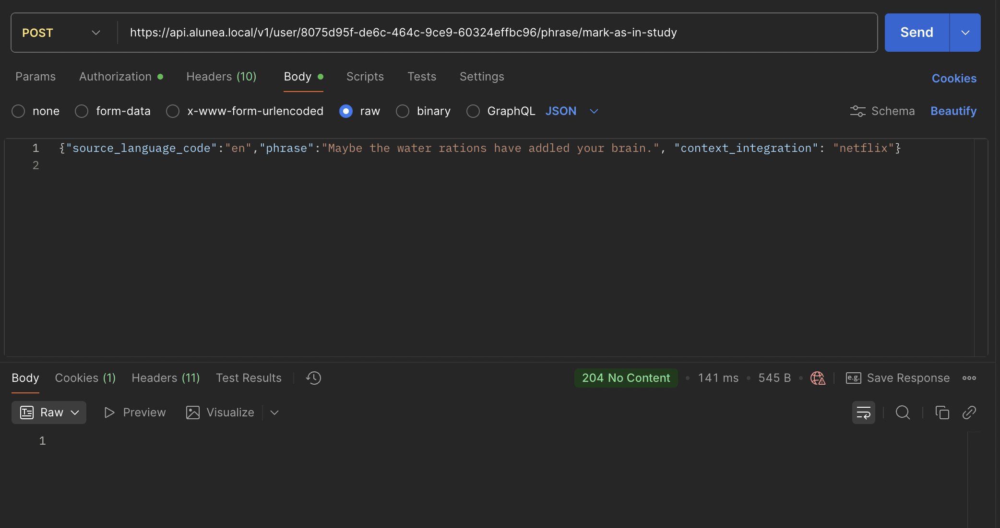 POST https://api.alunea.local/v1/user/8075d95f-de6c-464c-9ce9-60324effbc96/phrase/mark-as-in-study Send
Params Authorization Headers (10) Body Scripts Tests Settings Cookies
none form-data x-www-form-urlencoded raw binary GraphQL JSON Schema Beautify
1 {"source_language_code":"en","phrase":"Maybe the water rations have addled your brain.", "context_integration": "netflix"}
2
Body Cookies (1) Headers (11) Test Results 204 No Content • 141 ms • 545 B • e.g. Save Response
Raw Preview Visualize
1